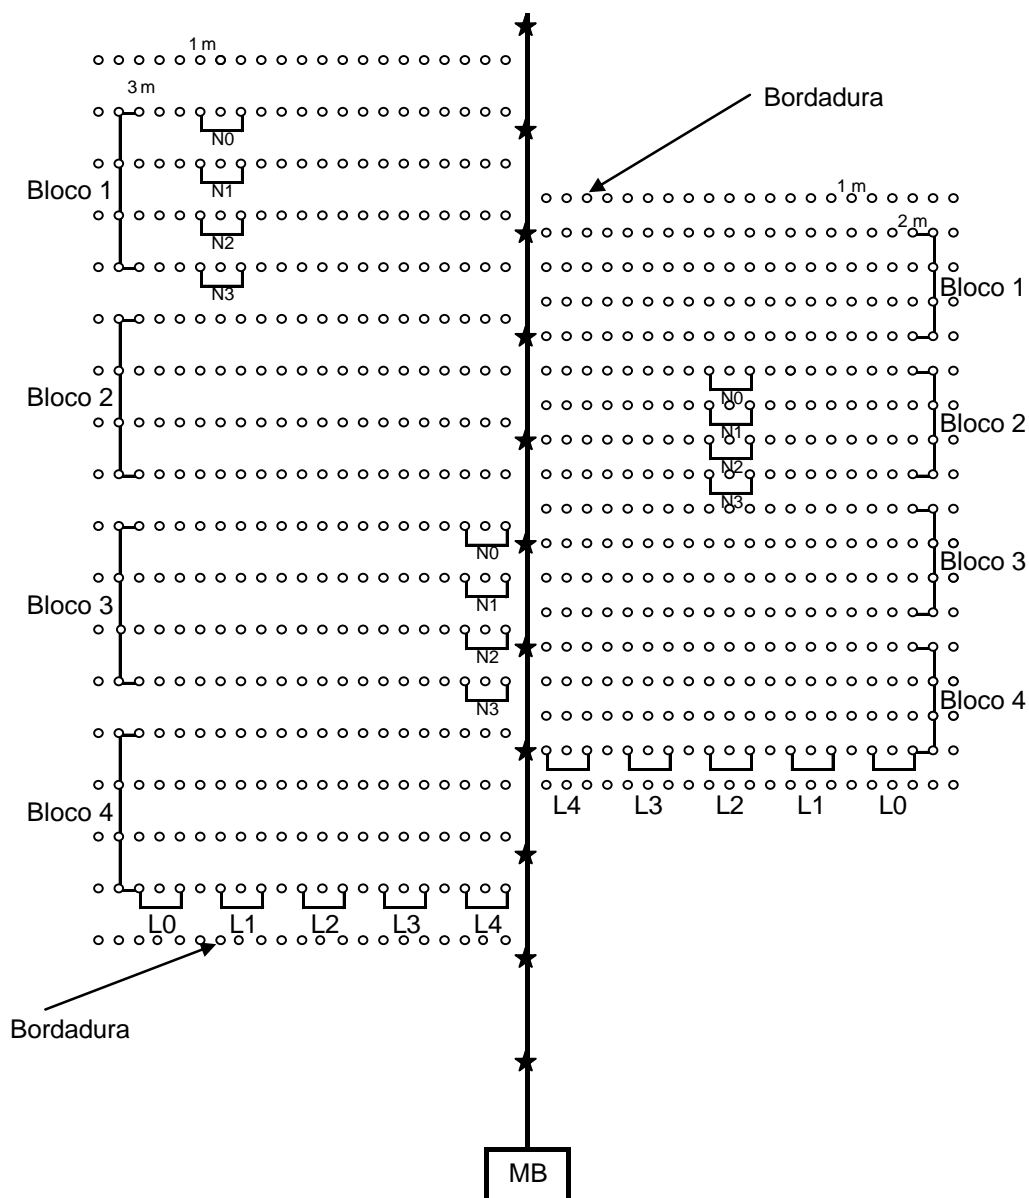 1 m
3 m
Bloco 1
N0
N1
N2
N3
Bloco 2
Bloco 3
N0
N1
N2
N3
Bloco 4
L0 L1 L2 L3 L4
Bordadura
Bordadura
1 m
2 m
Bloco 1
N0
N1
N2
N3
Bloco 2
Bloco 3
Bloco 4
L4 L3 L2 L1 L0
MB